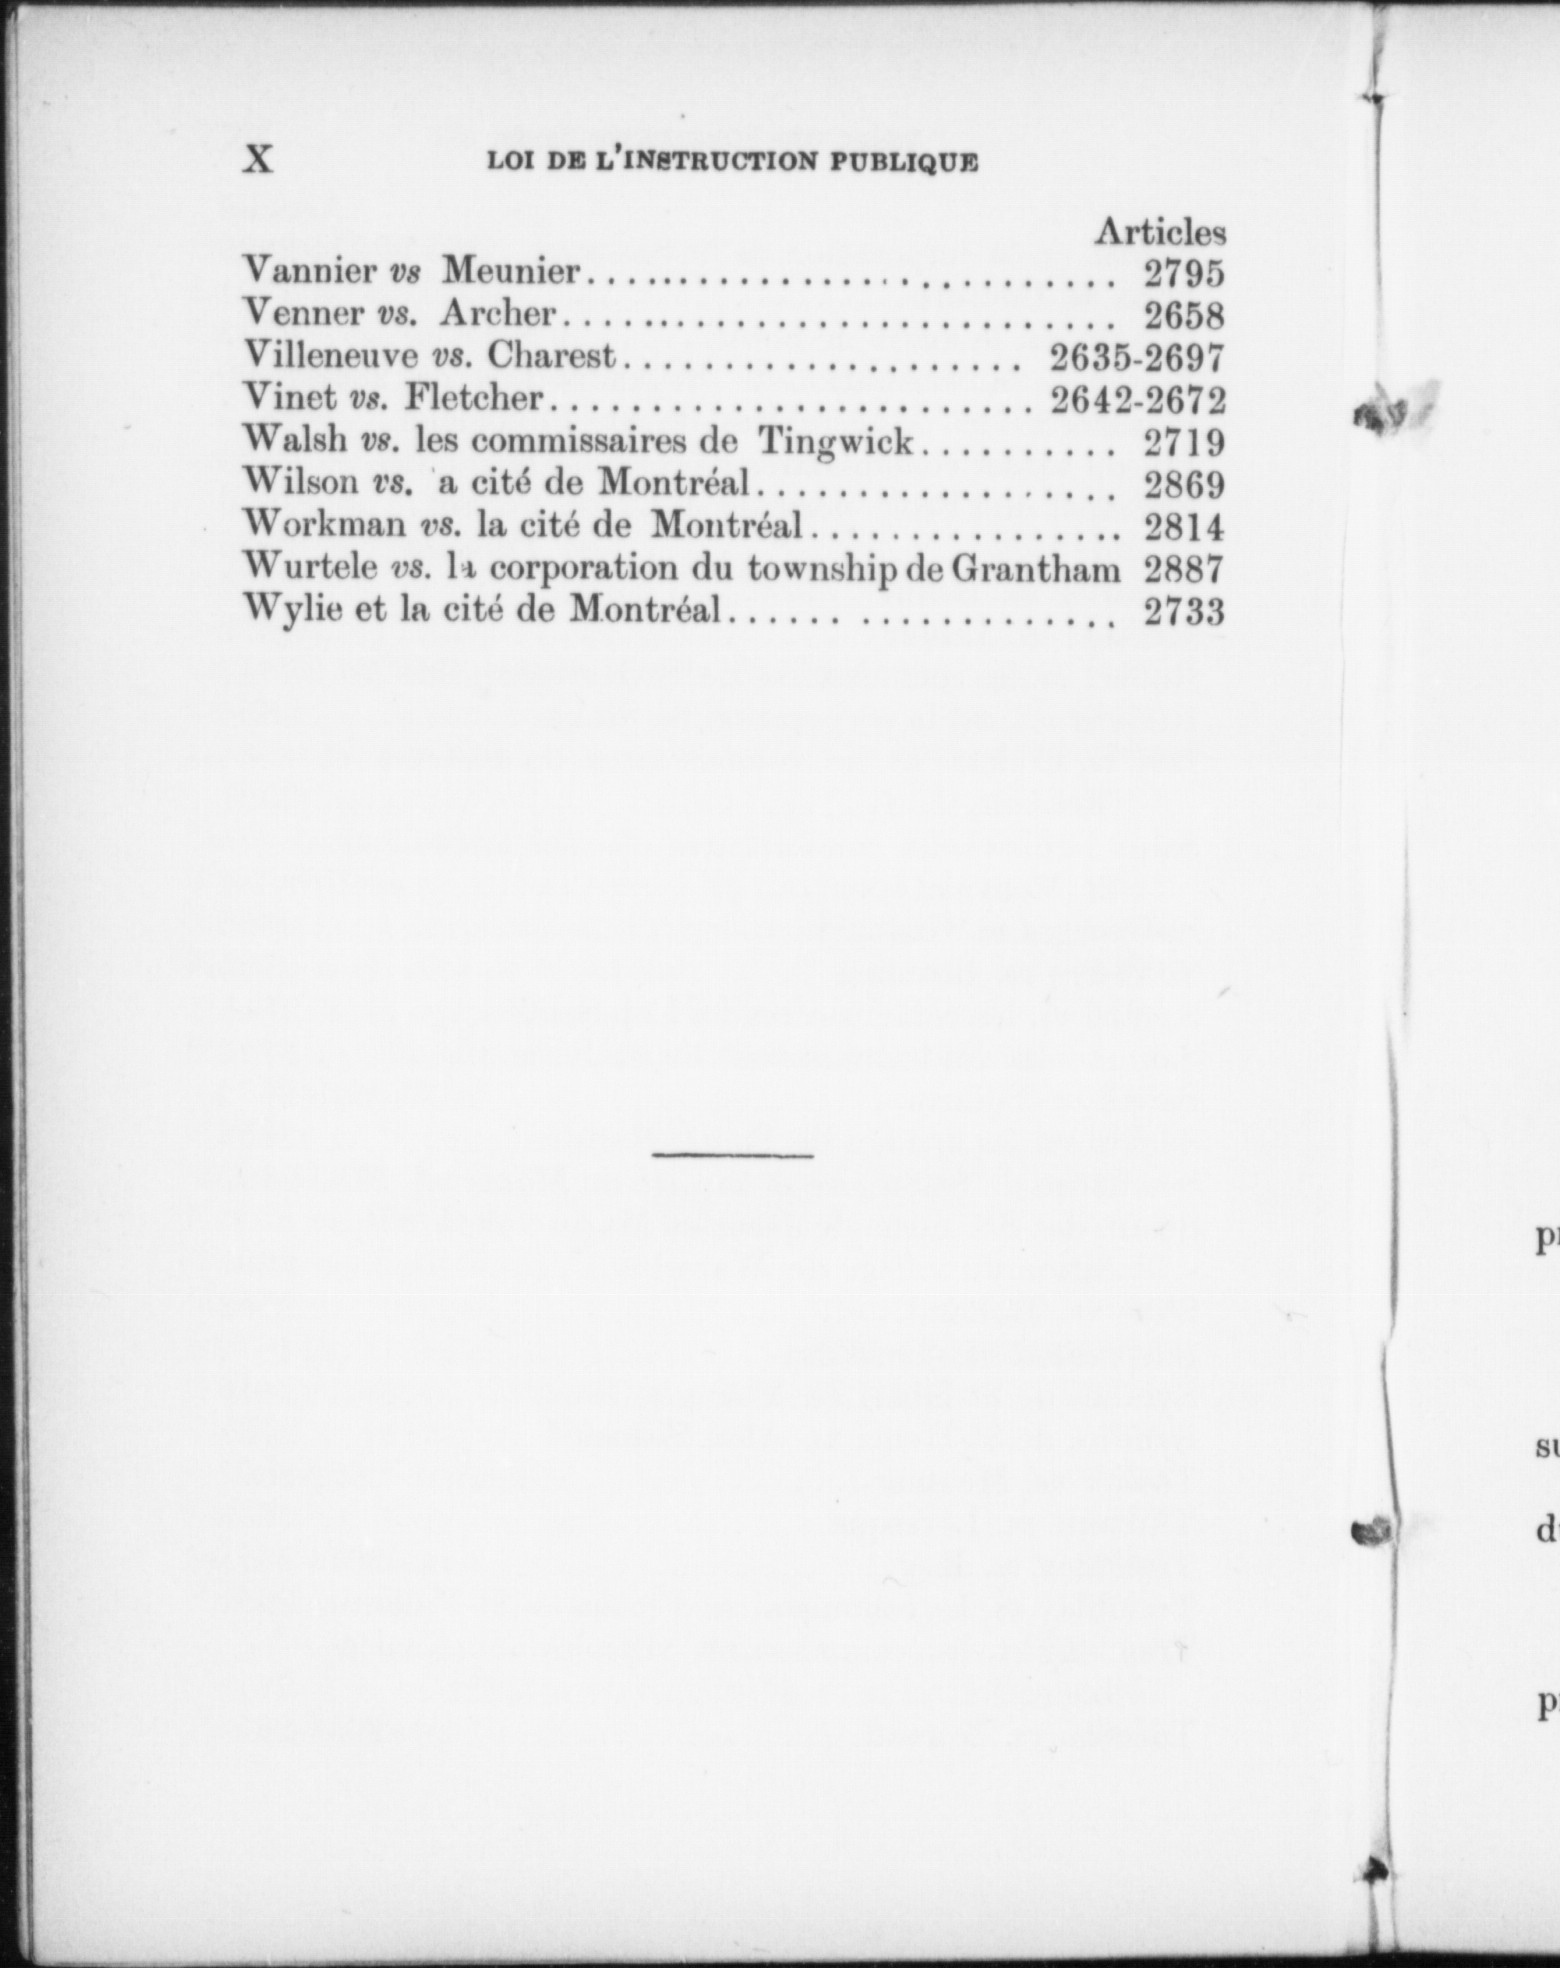 X LOI DE L'INSTRUCTION PUBLIQUE
Articles
Vannier vs Meunier............................ 2795
Venner vs. Archer............................. 2658
Villeneuve vs. Charest.................... 2635-2697
Vinet vs. Fletcher......................... 2642-2672
Walsh vs. les commissaires de Tingwick.......... 2719
Wilson vs. 'a cité de Montréal.................. 2869
Workman vs. la cité de Montréal................ 2814
Wurtele vs. la corporation du township de Grantham 2887
Wylie et la cité de Montréal...... ............. 2733